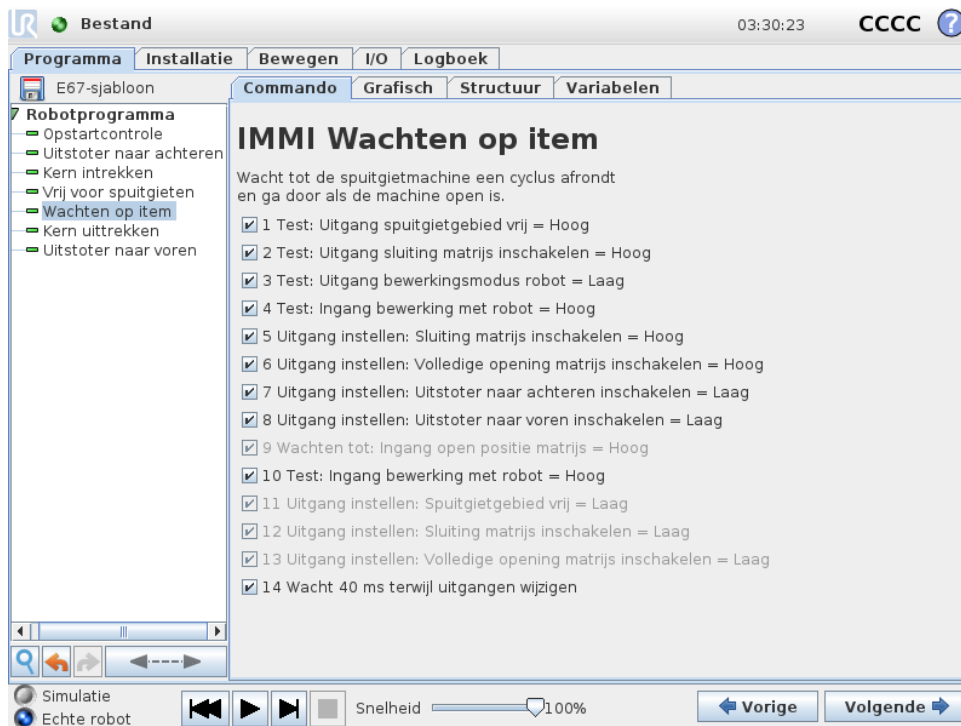 UR Bestand 03:30:23 CCCC ?
Programma Installatie Bewegen I/O Logboek
E67-sjabloon
Commando Grafisch Structuur Variabelen
Robotprogramma
Opstartcontrole
Uitstoter naar achteren
Kern intrekken
Vrij voor spuitgieten
Wachten op item
Kern uittrekken
Uitstoter naar voren
IMMI Wachten op item
Wacht tot de spuitgietmachine een cyclus afrondt
en ga door als de machine open is.
1 Test: Uitgang spuitgietgebied vrij = Hoog
2 Test: Uitgang sluiting matrijs inschakelen = Hoog
3 Test: Uitgang bewerkingsmodus robot = Laag
4 Test: Ingang bewerking met robot = Hoog
5 Uitgang instellen: Sluiting matrijs inschakelen = Hoog
6 Uitgang instellen: Volledige opening matrijs inschakelen = Hoog
7 Uitgang instellen: Uitstoter naar achteren inschakelen = Laag
8 Uitgang instellen: Uitstoter naar voren inschakelen = Laag
9 Wachten tot: Ingang open positie matrijs = Hoog
10 Test: Ingang bewerking met robot = Hoog
11 Uitgang instellen: Spuitgietgebied vrij = Laag
12 Uitgang instellen: Sluiting matrijs inschakelen = Laag
13 Uitgang instellen: Volledige opening matrijs inschakelen = Laag
14 Wacht 40 ms terwijl uitgangen wijzigen
Simulatie
Echte robot
Snelheid 100%
Vorige
Volgende